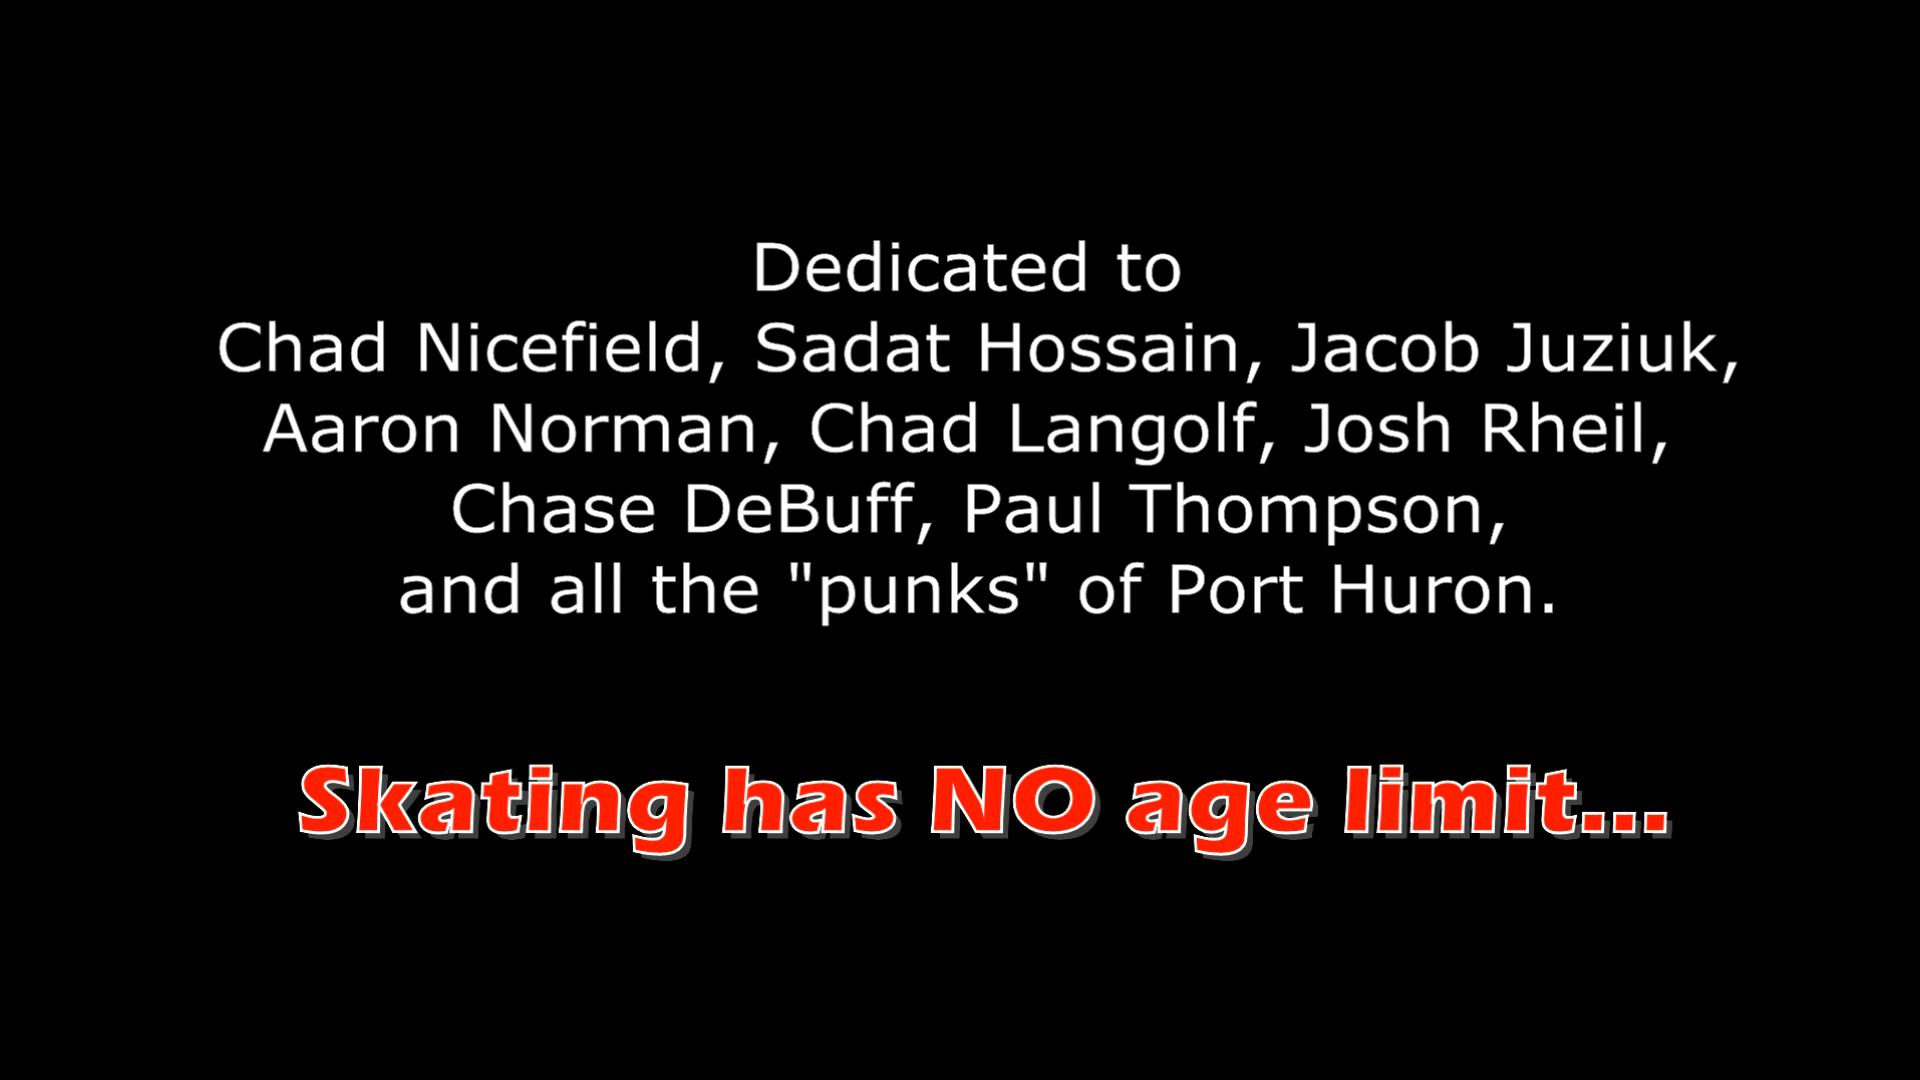 Dedicated to
Chad Nicefield, Sadat Hossain, Jacob Juziuk,
Aaron Norman, Chad Langolf, Josh Rheil,
Chase DeBuff, Paul Thompson,
and all the "punks" of Port Huron.
Skating has NO age limit...